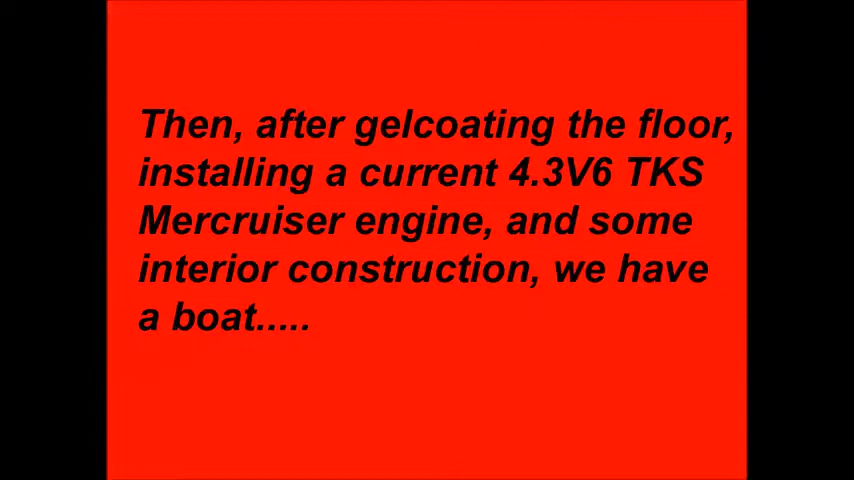 Then, after gelcoating the floor,
installing a current 4.3V6 TKS
Mercruiser engine, and some
interior construction, we have
a boat.....